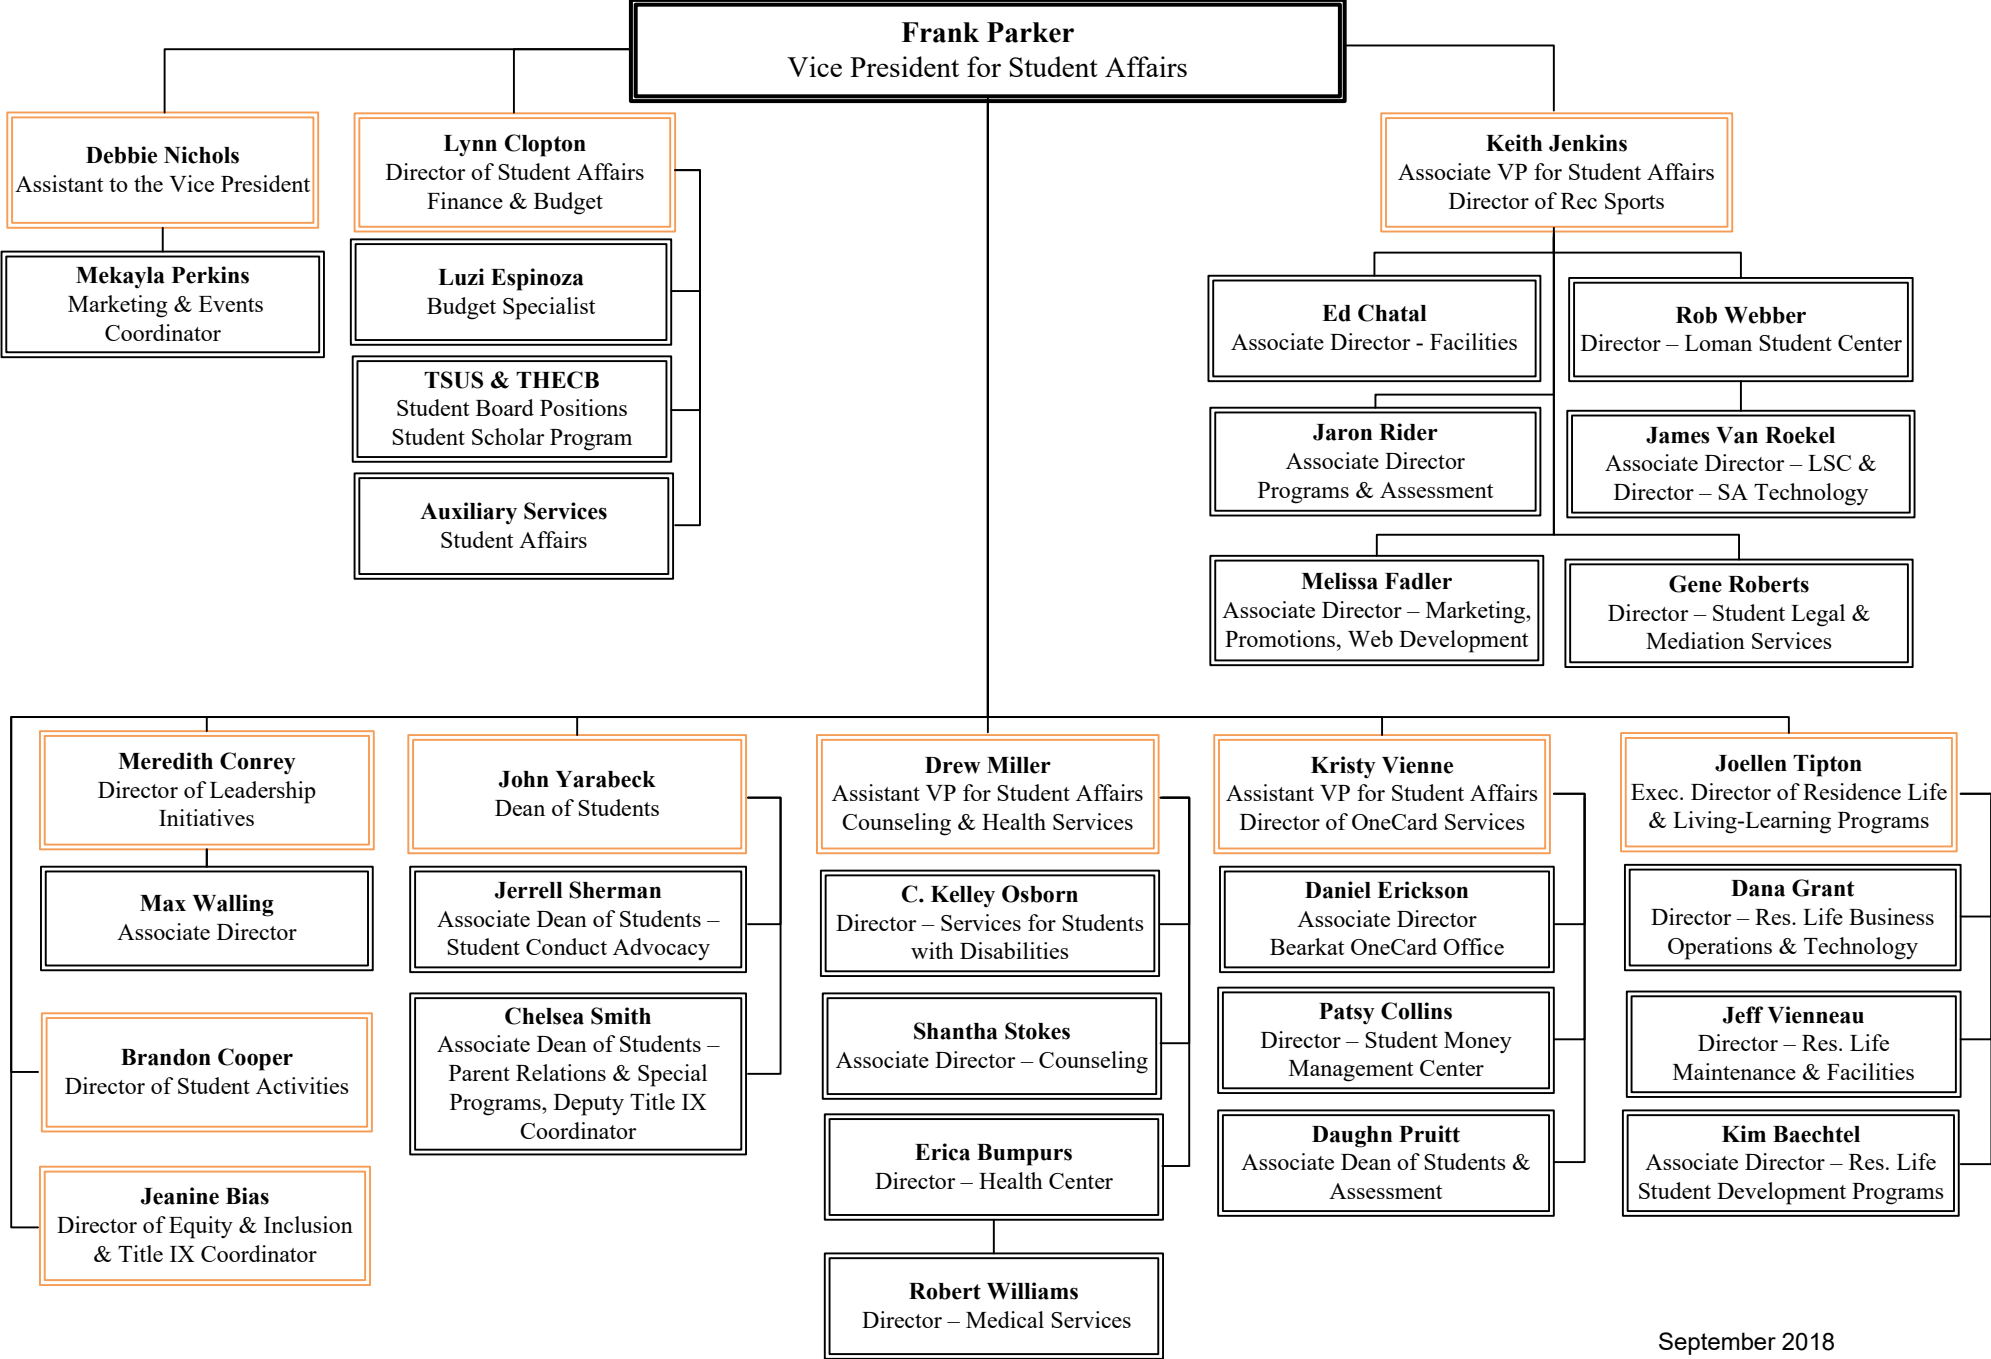 Frank Parker
Vice President for Student Affairs
Debbie Nichols
Assistant to the Vice President
Mekayla Perkins
Marketing & Events
Coordinator
Lynn Clopton
Director of Student Affairs
Finance & Budget
Luzi Espinoza
Budget Specialist
TSUS & THECB
Student Board Positions
Student Scholar Program
Auxiliary Services
Student Affairs
Keith Jenkins
Associate VP for Student Affairs
Director of Rec Sports
Ed Chatal
Associate Director - Facilities
Rob Webber
Director – Loman Student Center
Jaron Rider
Associate Director
Programs & Assessment
James Van Roekel
Associate Director – LSC &
Director – SA Technology
Melissa Fadler
Associate Director – Marketing,
Promotions, Web Development
Gene Roberts
Director – Student Legal &
Mediation Services
Meredith Conrey
Director of Leadership
Initiatives
Max Walling
Associate Director
Brandon Cooper
Director of Student Activities
Jeanine Bias
Director of Equity & Inclusion
& Title IX Coordinator
John Yarabeck
Dean of Students
Jerrell Sherman
Associate Dean of Students –
Student Conduct Advocacy
Chelsea Smith
Associate Dean of Students –
Parent Relations & Special
Programs, Deputy Title IX
Coordinator
Drew Miller
Assistant VP for Student Affairs
Counseling & Health Services
C. Kelley Osborn
Director – Services for Students
with Disabilities
Shantha Stokes
Associate Director – Counseling
Erica Bumpurs
Director – Health Center
Robert Williams
Director – Medical Services
Kristy Vienne
Assistant VP for Student Affairs
Director of OneCard Services
Daniel Erickson
Associate Director
Bearkat OneCard Office
Patsy Collins
Director – Student Money
Management Center
Daughn Pruitt
Associate Dean of Students &
Assessment
Joellen Tipton
Exec. Director of Residence Life
& Living-Learning Programs
Dana Grant
Director – Res. Life Business
Operations & Technology
Jeff Vienneau
Director – Res. Life
Maintenance & Facilities
Kim Baechtel
Associate Director – Res. Life
Student Development Programs
September 2018